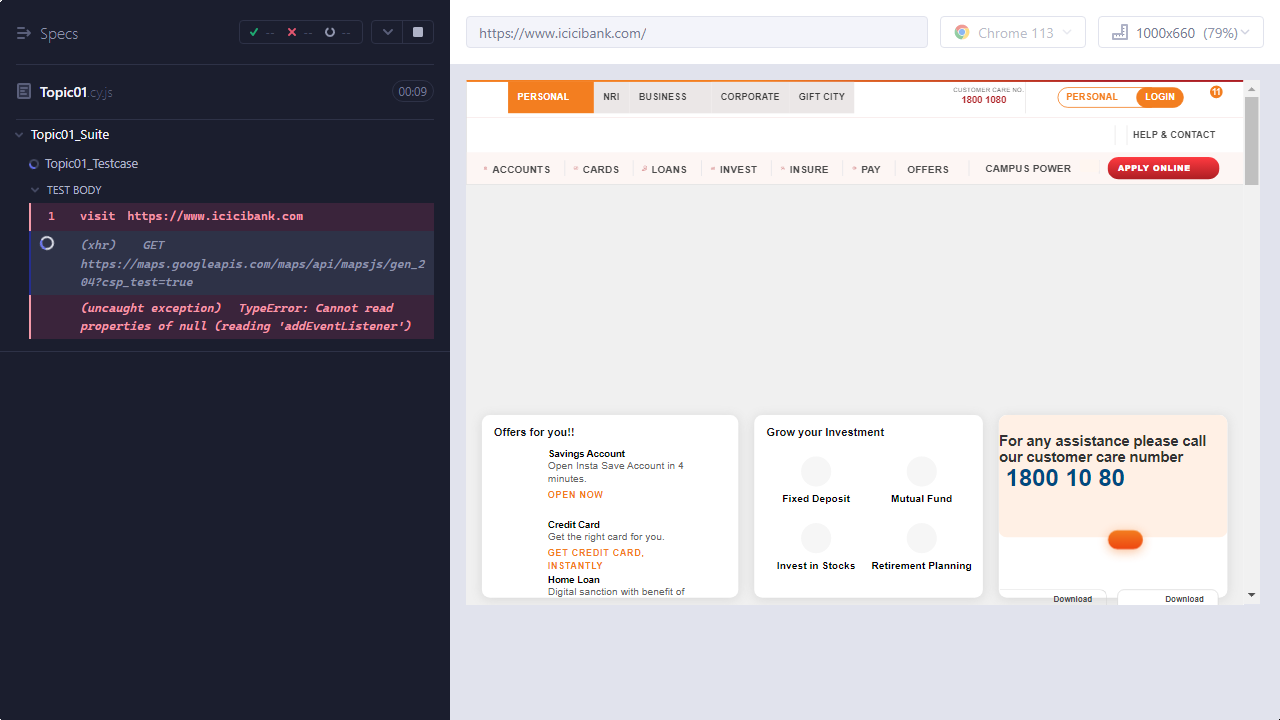 Specs
--
--
--
Topic01.cy.js
00:09
Topic01_Suite
Topic01_Testcase
TEST BODY
1 visit https://www.icicibank.com
(xhr) GET
https://maps.googleapis.com/maps/api/mapsjs/gen_2
04?csp_test=true
(uncaught exception) TypeError: Cannot read
properties of null (reading 'addEventListener')
https://www.icicibank.com/
Chrome 113
1000x660 (79%)
PERSONAL
NRI
BUSINESS
CORPORATE
GIFT CITY
CUSTOMER CARE NO.
1800 1080
PERSONAL
LOGIN
11
HELP & CONTACT
ACCOUNTS
CARDS
LOANS
INVEST
INSURE
PAY
OFFERS
CAMPUS POWER
APPLY ONLINE
Offers for you!!
Savings Account
Open Insta Save Account in 4
minutes.
OPEN NOW
Credit Card
Get the right card for you.
GET CREDIT CARD,
INSTANTLY
Home Loan
Digital sanction with benefit of
Grow your Investment
Fixed Deposit
Mutual Fund
Invest in Stocks
Retirement Planning
For any assistance please call
our customer care number
1800 10 80
Download
Download